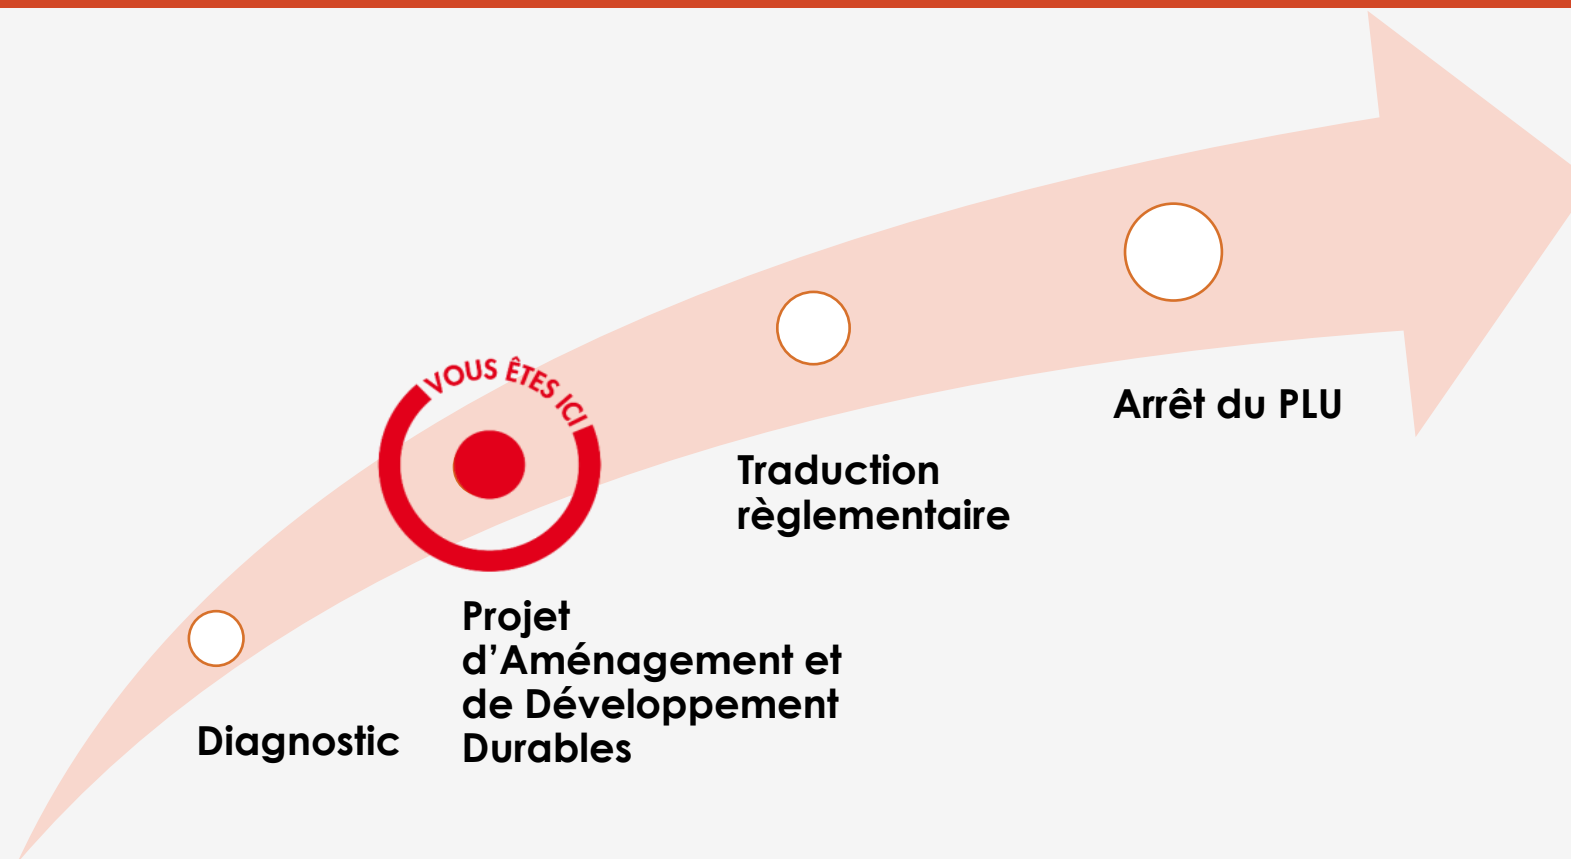 VOUS ÊTES ICI
Arrêt du PLU
Traduction
règlementaire
Projet
d’Aménagement et
de Développement
Durables
Diagnostic